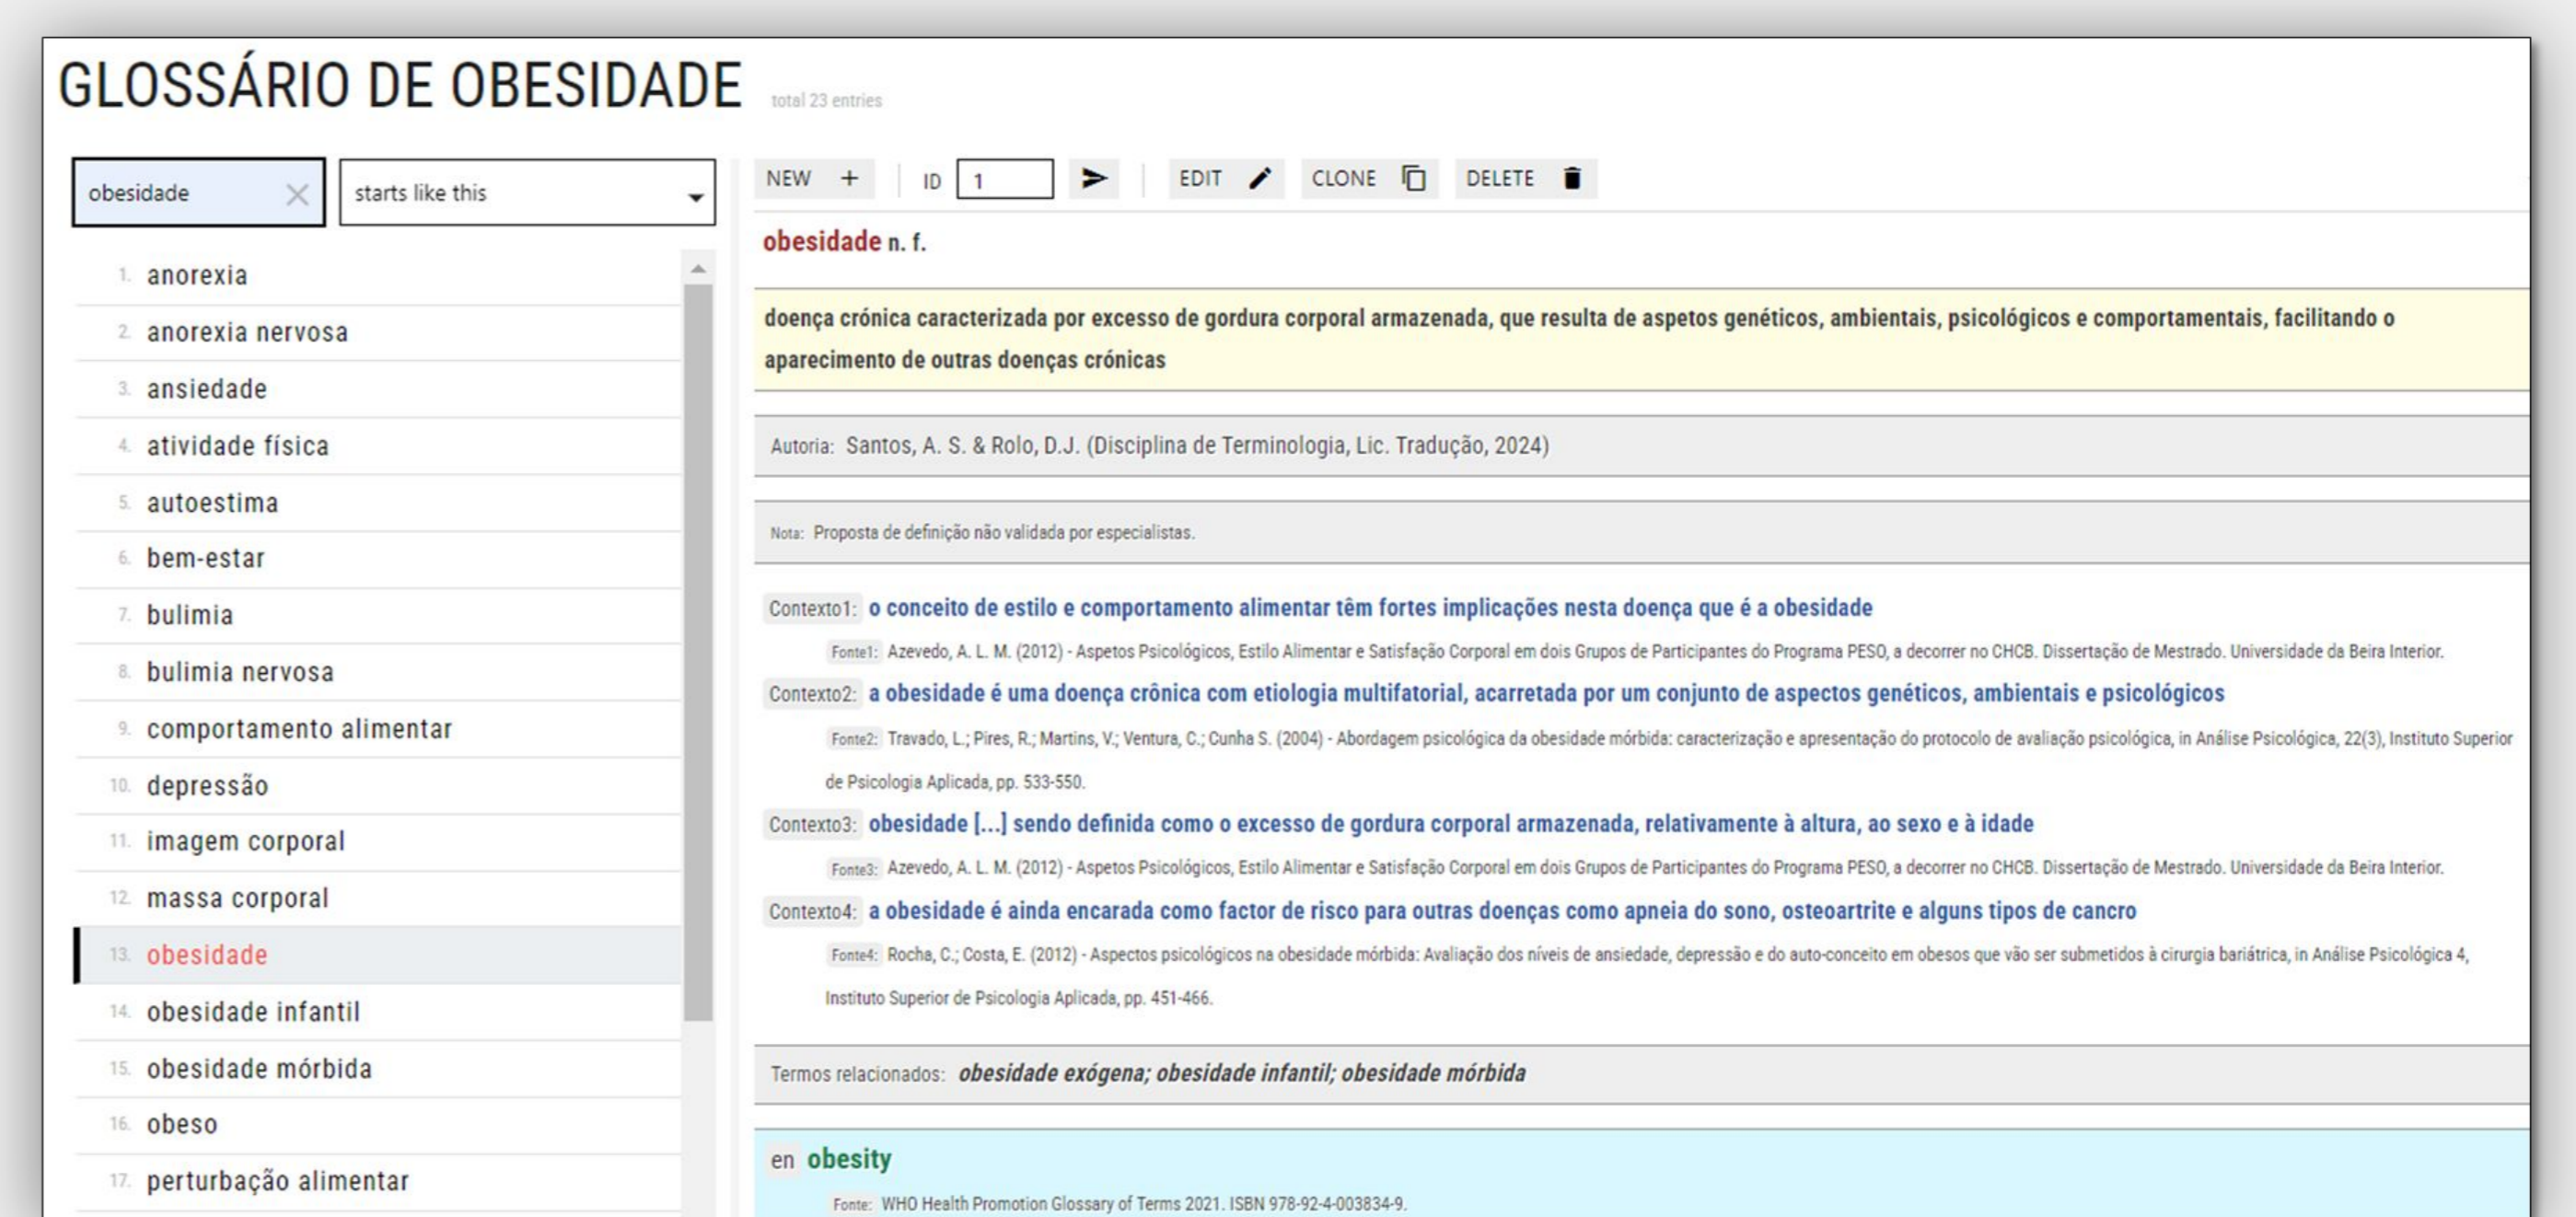 GLOSSÁRIO DE OBESIDADE total 23 entries
obesidade
starts like this
1. anorexia
2. anorexia nervosa
3. ansiedade
4. atividade física
5. autoestima
6. bem-estar
7. bulimia
8. bulimia nervosa
9. comportamento alimentar
10. depressão
11. imagem corporal
12. massa corporal
13. obesidade
14. obesidade infantil
15. obesidade mórbida
16. obeso
17. perturbação alimentar
NEW + ID 1 EDIT CLONE DELETE
obesidade n. f.
doença crónica caracterizada por excesso de gordura corporal armazenada, que resulta de aspetos genéticos, ambientais, psicológicos e comportamentais, facilitando o
aparecimento de outras doenças crónicas
Autoria: Santos, A. S. & Rolo, D.J. (Disciplina de Terminologia, Lic. Tradução, 2024)
Nota: Proposta de definição não validada por especialistas.
Contexto1: o conceito de estilo e comportamento alimentar têm fortes implicações nesta doença que é a obesidade
Fonte1: Azevedo, A. L. M. (2012) - Aspetos Psicológicos, Estilo Alimentar e Satisfação Corporal em dois Grupos de Participantes do Programa PESO, a decorrer no CHCB. Dissertação de Mestrado. Universidade da Beira Interior.
Contexto2: a obesidade é uma doença crônica com etiologia multifatorial, acarretada por um conjunto de aspectos genéticos, ambientais e psicológicos
Fonte2: Travado, L.; Pires, R.; Martins, V.; Ventura, C.; Cunha S. (2004) - Abordagem psicológica da obesidade mórbida: caracterização e apresentação do protocolo de avaliação psicológica, in Análise Psicológica, 22(3), Instituto Superior
de Psicologia Aplicada, pp. 533-550.
Contexto3: obesidade [...] sendo definida como o excesso de gordura corporal armazenada, relativamente à altura, ao sexo e à idade
Fonte3: Azevedo, A. L. M. (2012) - Aspetos Psicológicos, Estilo Alimentar e Satisfação Corporal em dois Grupos de Participantes do Programa PESO, a decorrer no CHCB. Dissertação de Mestrado. Universidade da Beira Interior.
Contexto4: a obesidade é ainda encarada como factor de risco para outras doenças como apneia do sono, osteoartrite e alguns tipos de cancro
Fonte4: Rocha, C.; Costa, E. (2012) - Aspectos psicológicos na obesidade mórbida: Avaliação dos níveis de ansiedade, depressão e do auto-conceito em obesos que vão ser submetidos à cirurgia bariátrica, in Análise Psicológica 4,
Instituto Superior de Psicologia Aplicada, pp. 451-466.
Termos relacionados: obesidade exógena; obesidade infantil; obesidade mórbida
en obesity
Fonte: WHO Health Promotion Glossary of Terms 2021. ISBN 978-92-4-003834-9.